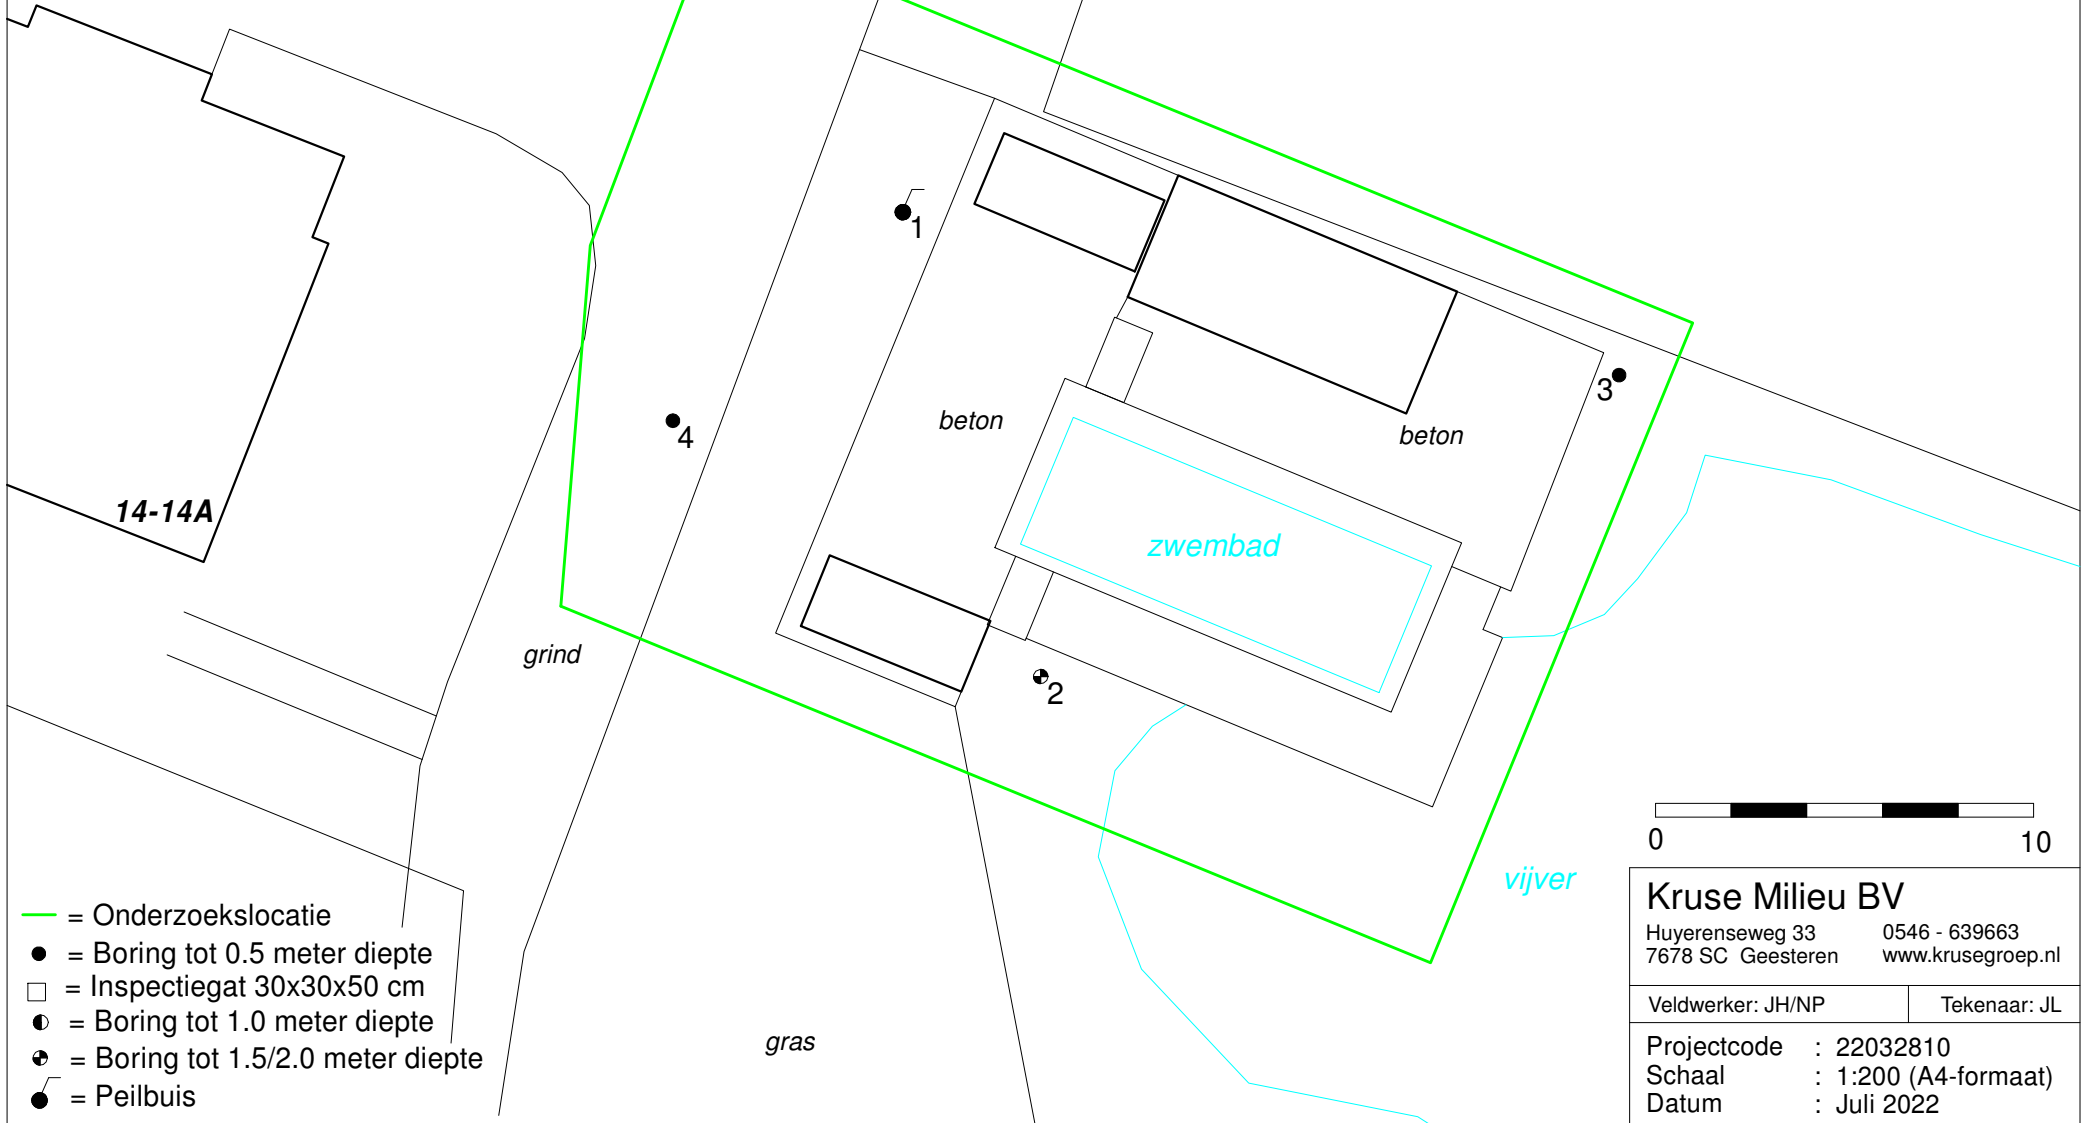 1
3
4
beton
beton
14-14A
zwembad
grind
2
0 10
vijver
gras
= Onderzoekslocatie
= Boring tot 0.5 meter diepte
= Inspectiegat 30x30x50 cm
= Boring tot 1.0 meter diepte
= Boring tot 1.5/2.0 meter diepte
= Peilbuis
Kruse Milieu BV
Huyerenseweg 33 0546 - 639663
7678 SC Geesteren www.krusegroep.nl
Veldwerker: JH/NP Tekenaar: JL
Projectcode : 22032810
Schaal : 1:200 (A4-formaat)
Datum : Juli 2022